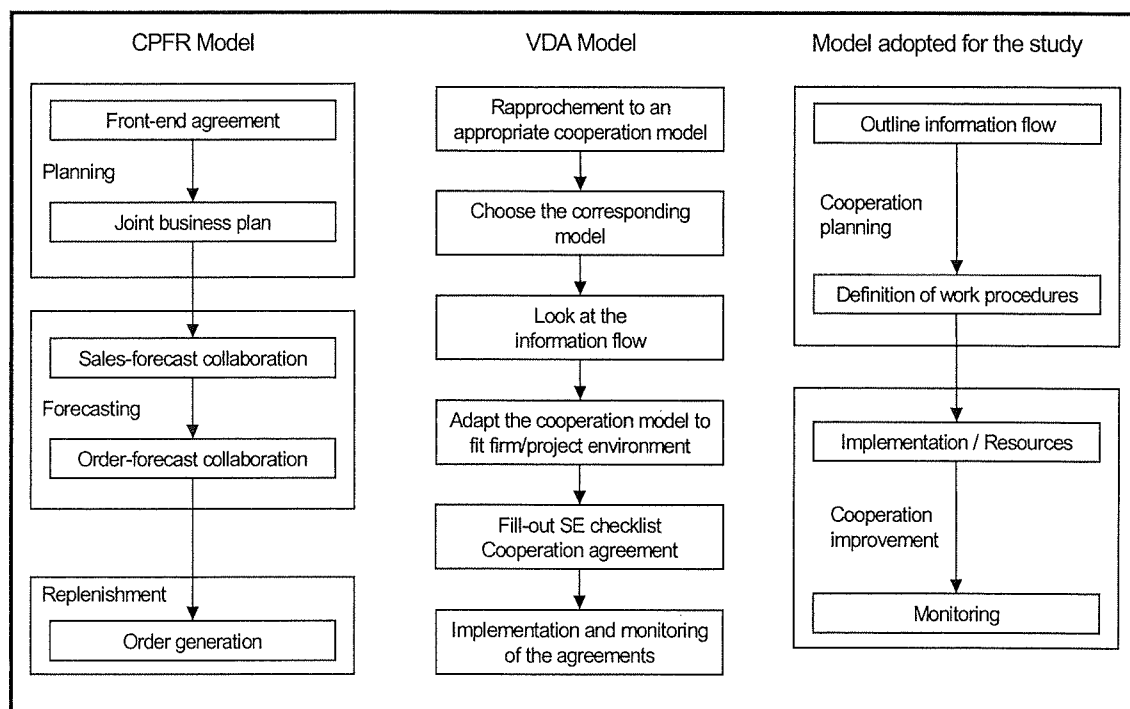 CPFR Model
Front-end agreement
Planning
Joint business plan
Sales-forecast collaboration
Forecasting
Order-forecast collaboration
Replenishment
Order generation
VDA Model
Rapprochement to an
appropriate cooperation model
Choose the corresponding
model
Look at the
information flow
Adapt the cooperation model to
fit firm/project environment
Fill-out SE checklist
Cooperation agreement
Implementation and monitoring
of the agreements
Model adopted for the study
Outline information flow
Cooperation
planning
Definition of work procedures
Implementation / Resources
Cooperation
improvement
Monitoring